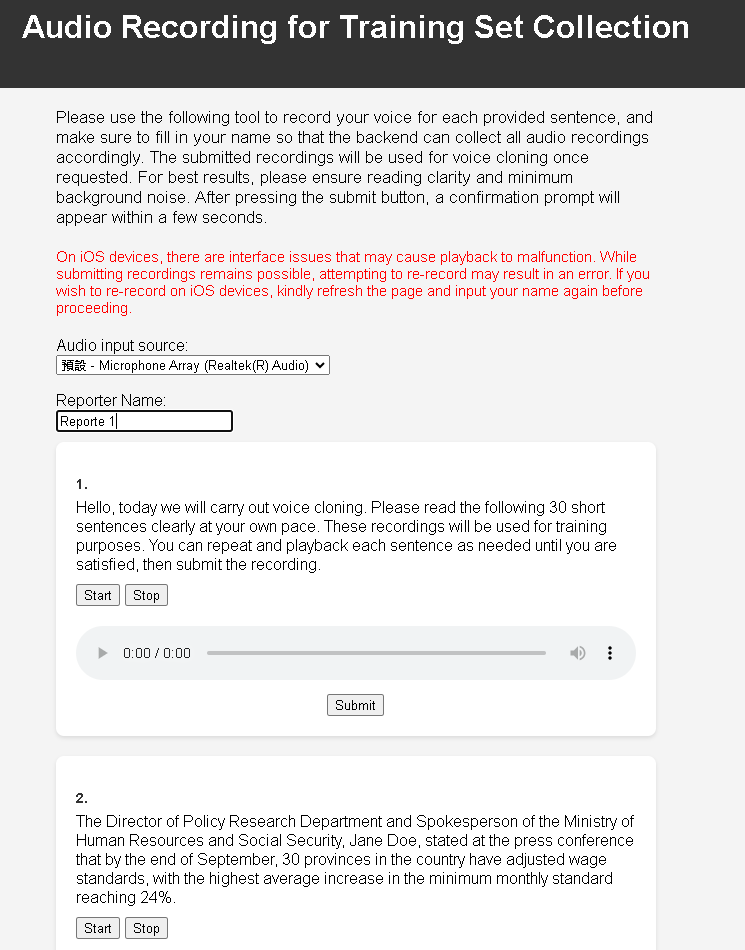 Audio Recording for Training Set Collection
Please use the following tool to record your voice for each provided sentence, and
make sure to fill in your name so that the backend can collect all audio recordings
accordingly. The submitted recordings will be used for voice cloning once
requested. For best results, please ensure reading clarity and minimum
background noise. After pressing the submit button, a confirmation prompt will
appear within a few seconds.
On iOS devices, there are interface issues that may cause playback to malfunction. While
submitting recordings remains possible, attempting to re-record may result in an error. If you
wish to re-record on iOS devices, kindly refresh the page and input your name again before
proceeding.
Audio input source:
預設 - Microphone Array (Realtek(R) Audio)
Reporter Name:
Reporte 1
1.
Hello, today we will carry out voice cloning. Please read the following 30 short
sentences clearly at your own pace. These recordings will be used for training
purposes. You can repeat and playback each sentence as needed until you are
satisfied, then submit the recording.
Start Stop
0:00 / 0:00
Submit
2.
The Director of Policy Research Department and Spokesperson of the Ministry of
Human Resources and Social Security, Jane Doe, stated at the press conference
that by the end of September, 30 provinces in the country have adjusted wage
standards, with the highest average increase in the minimum monthly standard
reaching 24%.
Start Stop